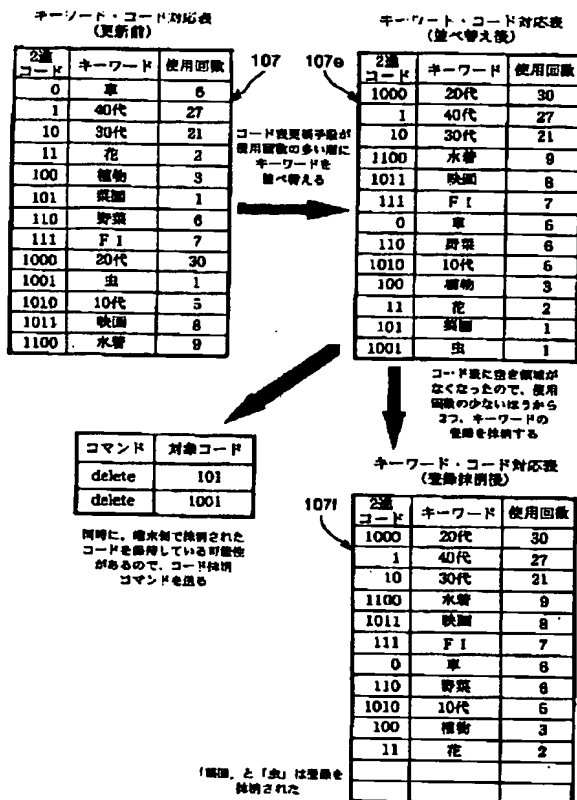 キーワード・コード対応表
(更新前)
107
2進コード キーワード 使用回数
0 車 6
1 40代 27
10 30代 21
11 花 2
100 植物 3
101 菜園 1
110 野菜 6
111 FI 7
1000 20代 30
1001 虫 1
1010 10代 5
1011 映画 8
1100 水着 9
コード表更新手段が
使用回数の多い順に
キーワードを
並べ替える
キーワード・コード対応表
(並べ替え後)
107e
2進コード キーワード 使用回数
1000 20代 30
1 40代 27
10 30代 21
1100 水着 9
1011 映画 8
111 FI 7
0 車 6
110 野菜 6
1010 10代 6
100 植物 3
11 花 2
101 菜園 1
1001 虫 1
コード表に空き領域が
なくなったので、使用
回数の少ないほうから
2つ、キーワードの
登録を抹消する
コマンド 対象コード
delete 101
delete 1001
同時に、端末側で抹消された
コードを保持している可能性
があるので、コード抹消
コマンドを送る
キーワード・コード対応表
(登録抹消後)
107f
2進コード キーワード 使用回数
1000 20代 30
1 40代 27
10 30代 21
1100 水着 9
1011 映画 8
111 FI 7
0 車 6
110 野菜 6
1010 10代 5
100 植物 3
11 花 2
「菜園」と「虫」は登録を
抹消された